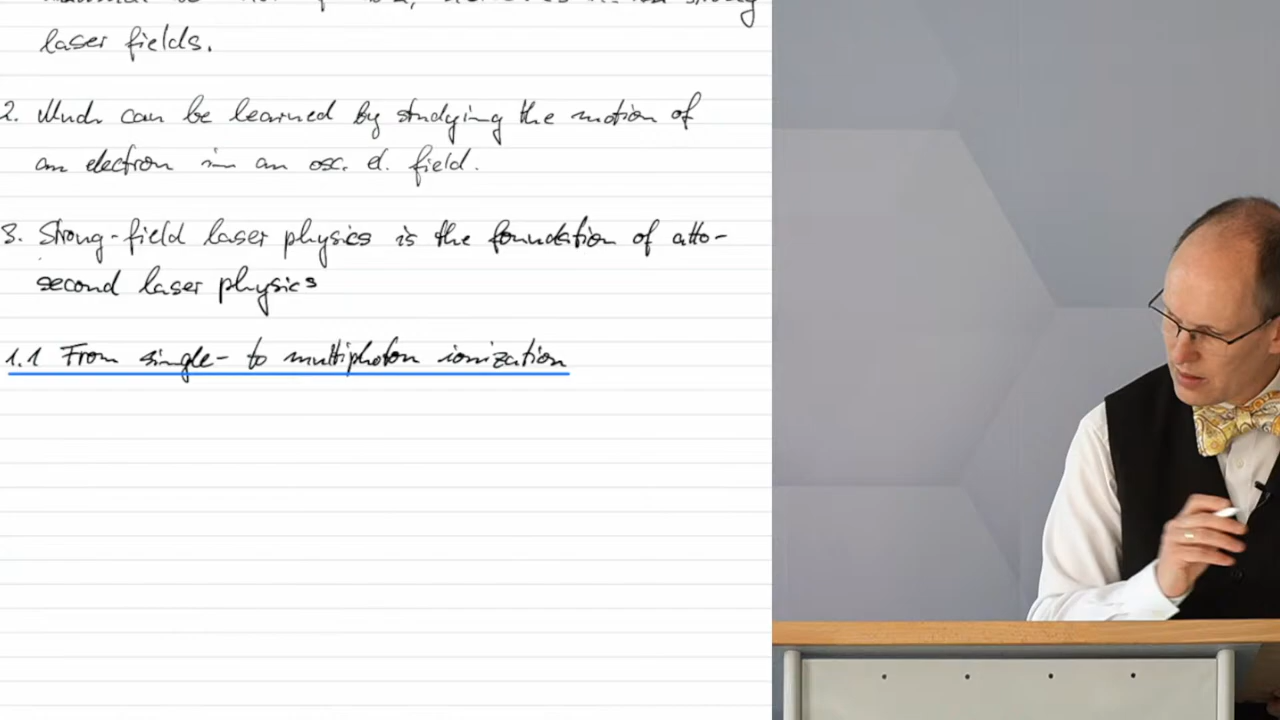 laser fields.
2. Much can be learned by studying the motion of
an electron in an osc. el. field.
3. Strong-field laser physics is the foundation of atto-
second laser physics
1.1 From single- to multiphoton ionization